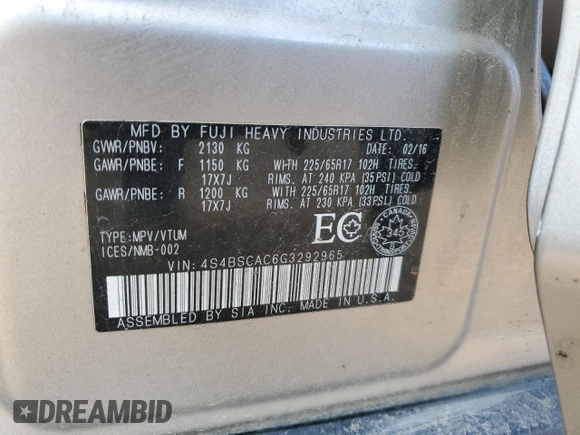 MFD BY FUJI HEAVY INDUSTRIES LTD.
GVWR/PNBV: 2130 KG DATE: 02/16
GAWR/PNBE: F 1150 KG WITH 225/65R17 102H TIRES.
17X7J RIMS. AT 240 KPA (35PSI) COLD
GAWR/PNBE: R 1200 KG WITH 225/65R17 102H TIRES.
17X7J RIMS. AT 230 KPA (33PSI) COLD
TYPE:MPV/VTUM
ICES/NMB-002
EC
CANADA
345
VIN: 4S4BSCAC6G3292965
ASSEMBLED BY SIA INC. MADE IN U.S.A.
DREAMBID